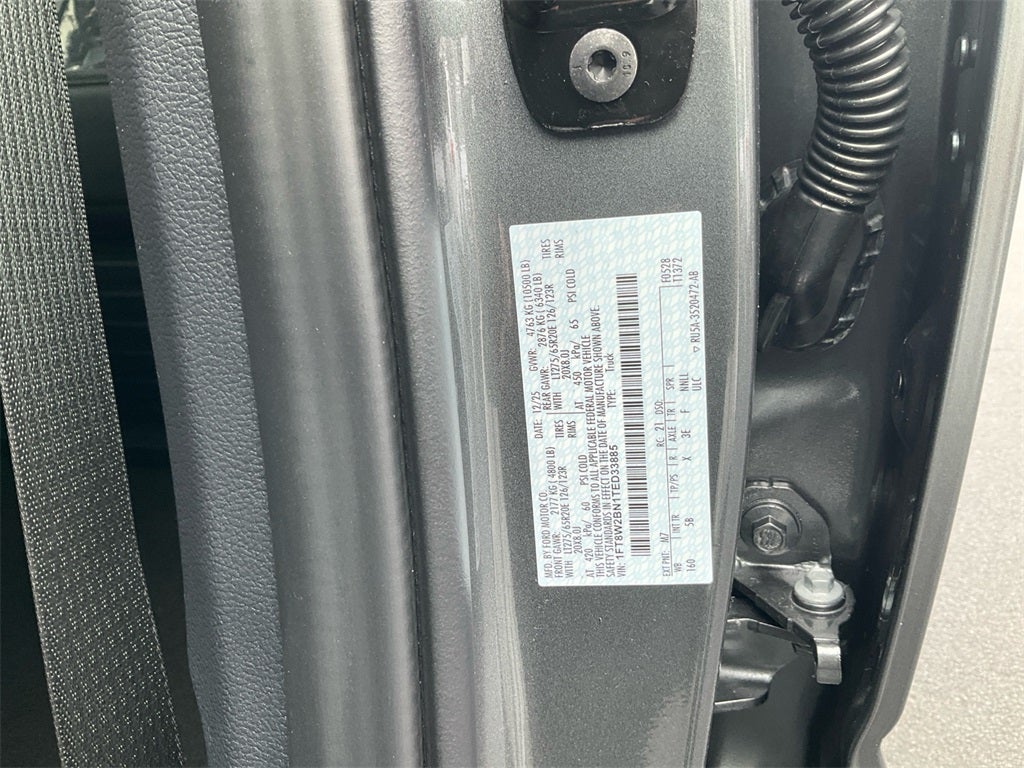 MFD. BY FORD MOTOR CO. DATE: 12/25 GVWR: 4763 KG (10500 LB)
FRONT GAWR: 2177 KG ( 4800 LB) REAR GAWR: 2876 KG ( 6340 LB)
LT275/65R20E 126/123R TIRES LT275/65R20E 126/123R TIRES
WITH 20X8.0J RIMS WITH 20X8.0J RIMS
AT 420 kPa/ 60 PSI COLD AT 450 kPa/ 65 PSI COLD
THIS VEHICLE CONFORMS TO ALL APPLICABLE FEDERAL MOTOR VEHICLE
SAFETY STANDARDS IN EFFECT ON THE DATE OF MANUFACTURE SHOWN ABOVE.
VIN: 1FT8W2BN1TED33885 TYPE: Truck
EXT PNT: M7 RC: 21 DSO: F0528
WB INT TR TP/PS R AXLE TR SPR T1372
160 5B X 3E F UNLL
ULC RU5A-3520472-AB
10.9